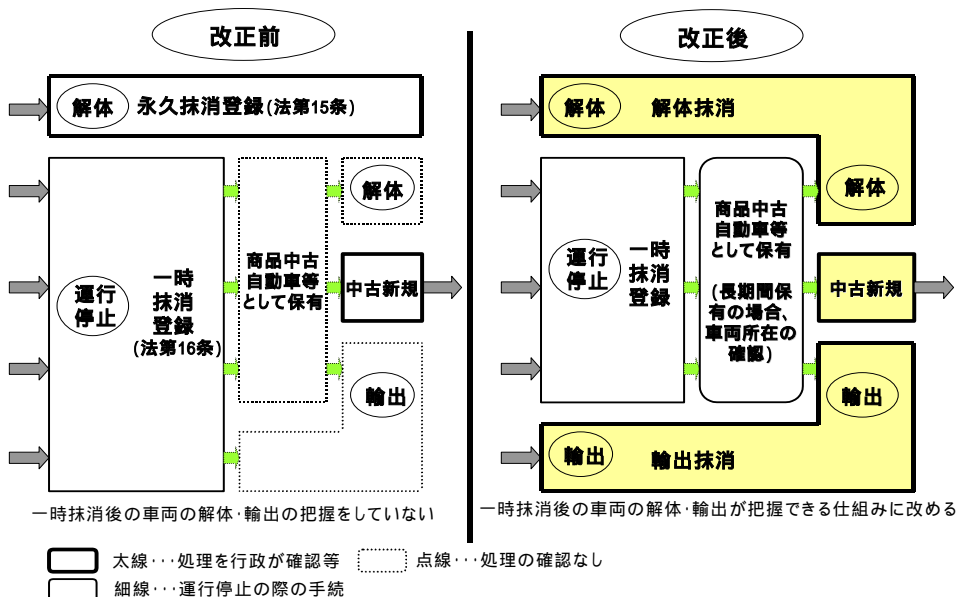 改正前
解体
永久抹消登録(法第15条)
運行
停止
一時
抹消
登録
(法第16条)
商品中古
自動車等
として保有
解体
中古新規
輸出
一時抹消後の車両の解体・輸出の把握をしていない
改正後
解体
解体抹消
解体
運行
停止
一時
抹消
登録
商品中古
自動車等
として保有
(長期間保
有の場合、
車両所在の
確認)
中古新規
輸出
輸出
輸出抹消
一時抹消後の車両の解体・輸出が把握できる仕組みに改める
太線・・・処理を行政が確認等
点線・・・処理の確認なし
細線・・・運行停止の際の手続